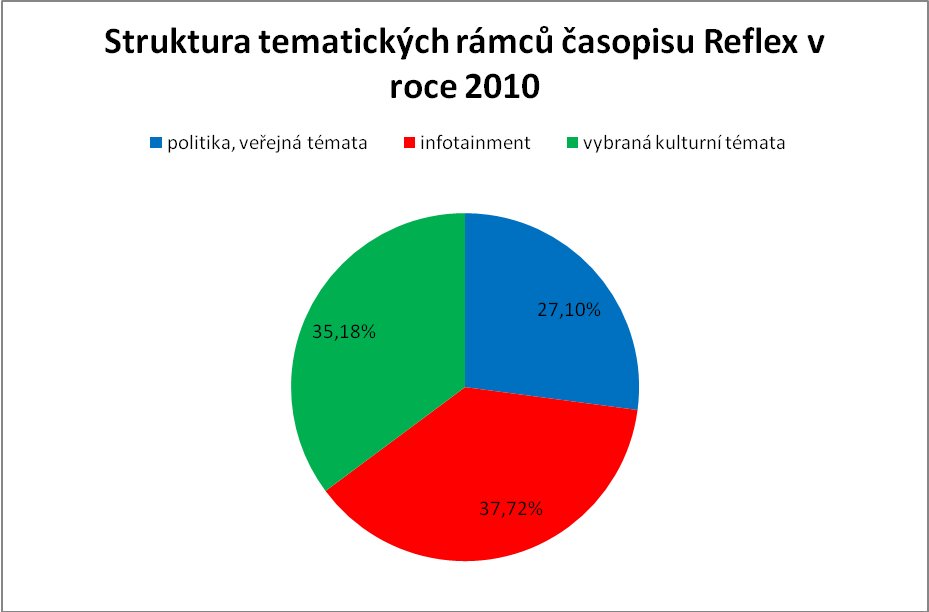 Struktura tematických rámců časopisu Reflex v
roce 2010
politika, veřejná témata infotainment vybraná kulturní témata
27,10%
35,18%
37,72%